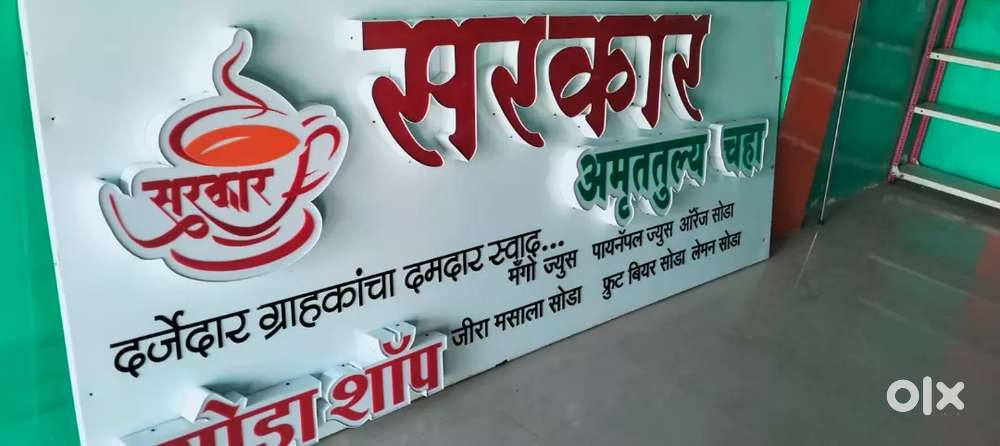 सरकार
सरकार
अमृततुल्य चहा
दर्जेदार ग्राहकांचा दमदार स्वाद...
मँगो ज्युस पायनॅपल ज्युस ऑरेंज सोडा
जीरा मसाला सोडा फ्रुट बियर सोडा लेमन सोडा
सोडा शॉप
olx